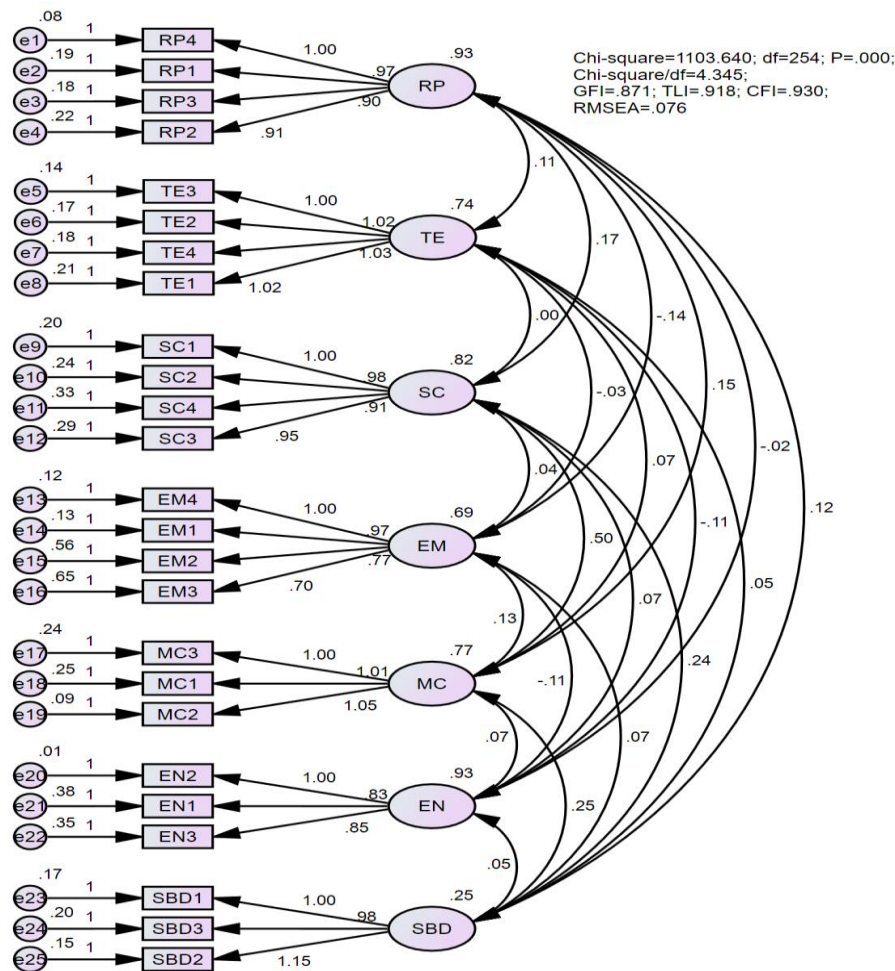 .08
e1 1 RP4 1.00 .93
Chi-square=1103.640; df=254; P=.000;
Chi-square/df=4.345;
GFI=.871; TLI=.918; CFI=.930;
RMSEA=.076
.19
e2 1 RP1 .97 RP
.18
e3 1 RP3 .90
.22
e4 1 RP2 .91
.11
.14
e5 1 TE3 1.00 .74
.17
e6 1 TE2 1.02 TE
.18
e7 1 TE4 1.03
.21
e8 1 TE1 1.02
.17
.00 -.14
.20
e9 1 SC1 1.00 .82
.24
e10 1 SC2 .98 SC
.33
e11 1 SC4 .91
.29
e12 1 SC3 .95
-.03 .15
.04 .07 -.02
.12
e13 1 EM4 1.00 .69
.13
e14 1 EM1 .97 EM
.56
e15 1 EM2 .77
.65
e16 1 EM3 .70
.12
.50 -.11
.13 .07 .05
.24
e17 1 MC3 1.00 .77
.25
e18 1 MC1 1.01 MC
.09
e19 1 MC2 1.05
-.11 .24
.07 .07
.01
e20 1 EN2 1.00 .93
.38
e21 1 EN1 .83 EN
.35
e22 1 EN3 .85
.25
.05
.17
e23 1 SBD1 1.00 .25
.20
e24 1 SBD3 .98 SBD
.15
e25 1 SBD2 1.15